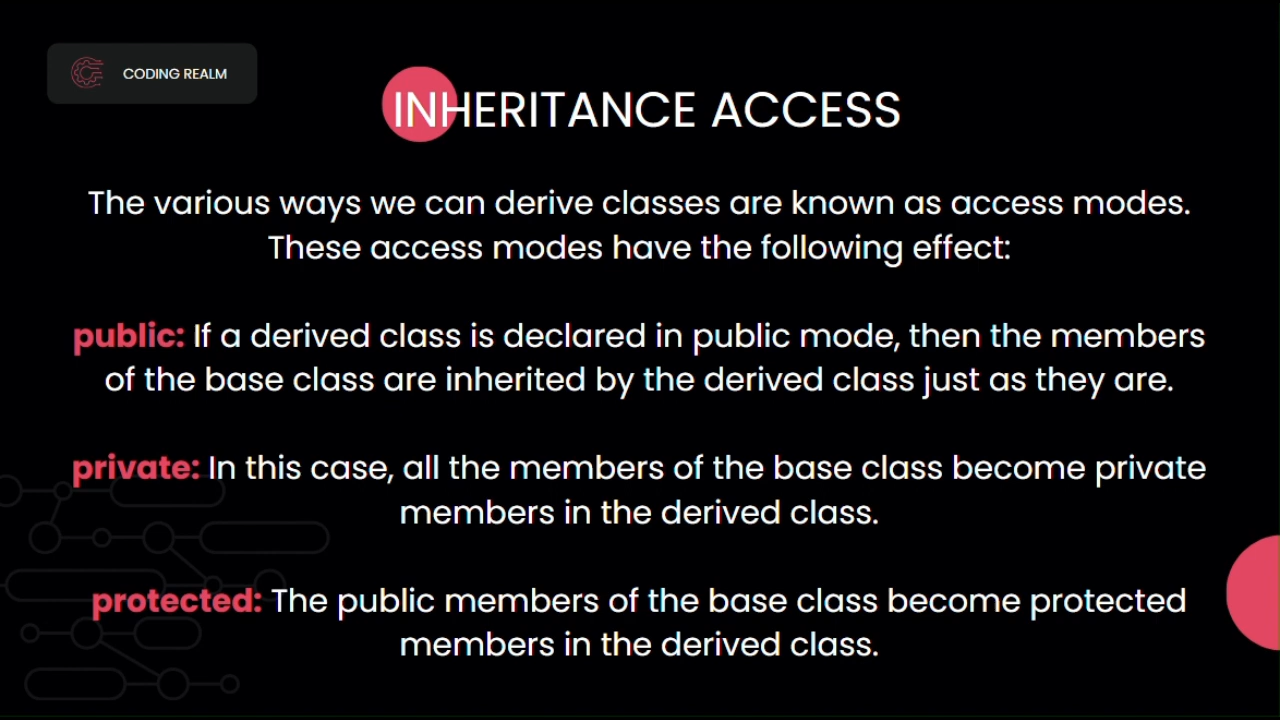 CODING REALM
INHERITANCE ACCESS
The various ways we can derive classes are known as access modes.
These access modes have the following effect:
public: If a derived class is declared in public mode, then the members
of the base class are inherited by the derived class just as they are.
private: In this case, all the members of the base class become private
members in the derived class.
protected: The public members of the base class become protected
members in the derived class.